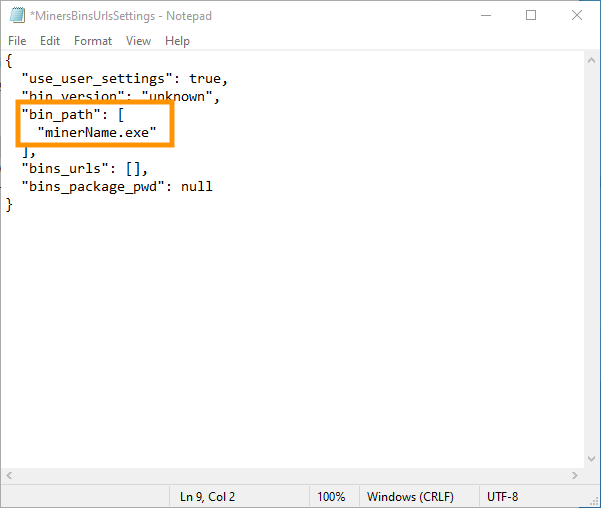 *MinersBinsUrlsSettings - Notepad
File Edit Format View Help
{
  "use_user_settings": true,
  "bin_version": "unknown",
  "bin_path": [
    "minerName.exe"
  ],
  "bins_urls": [],
  "bins_package_pwd": null
}
Ln 9, Col 2 100% Windows (CRLF) UTF-8